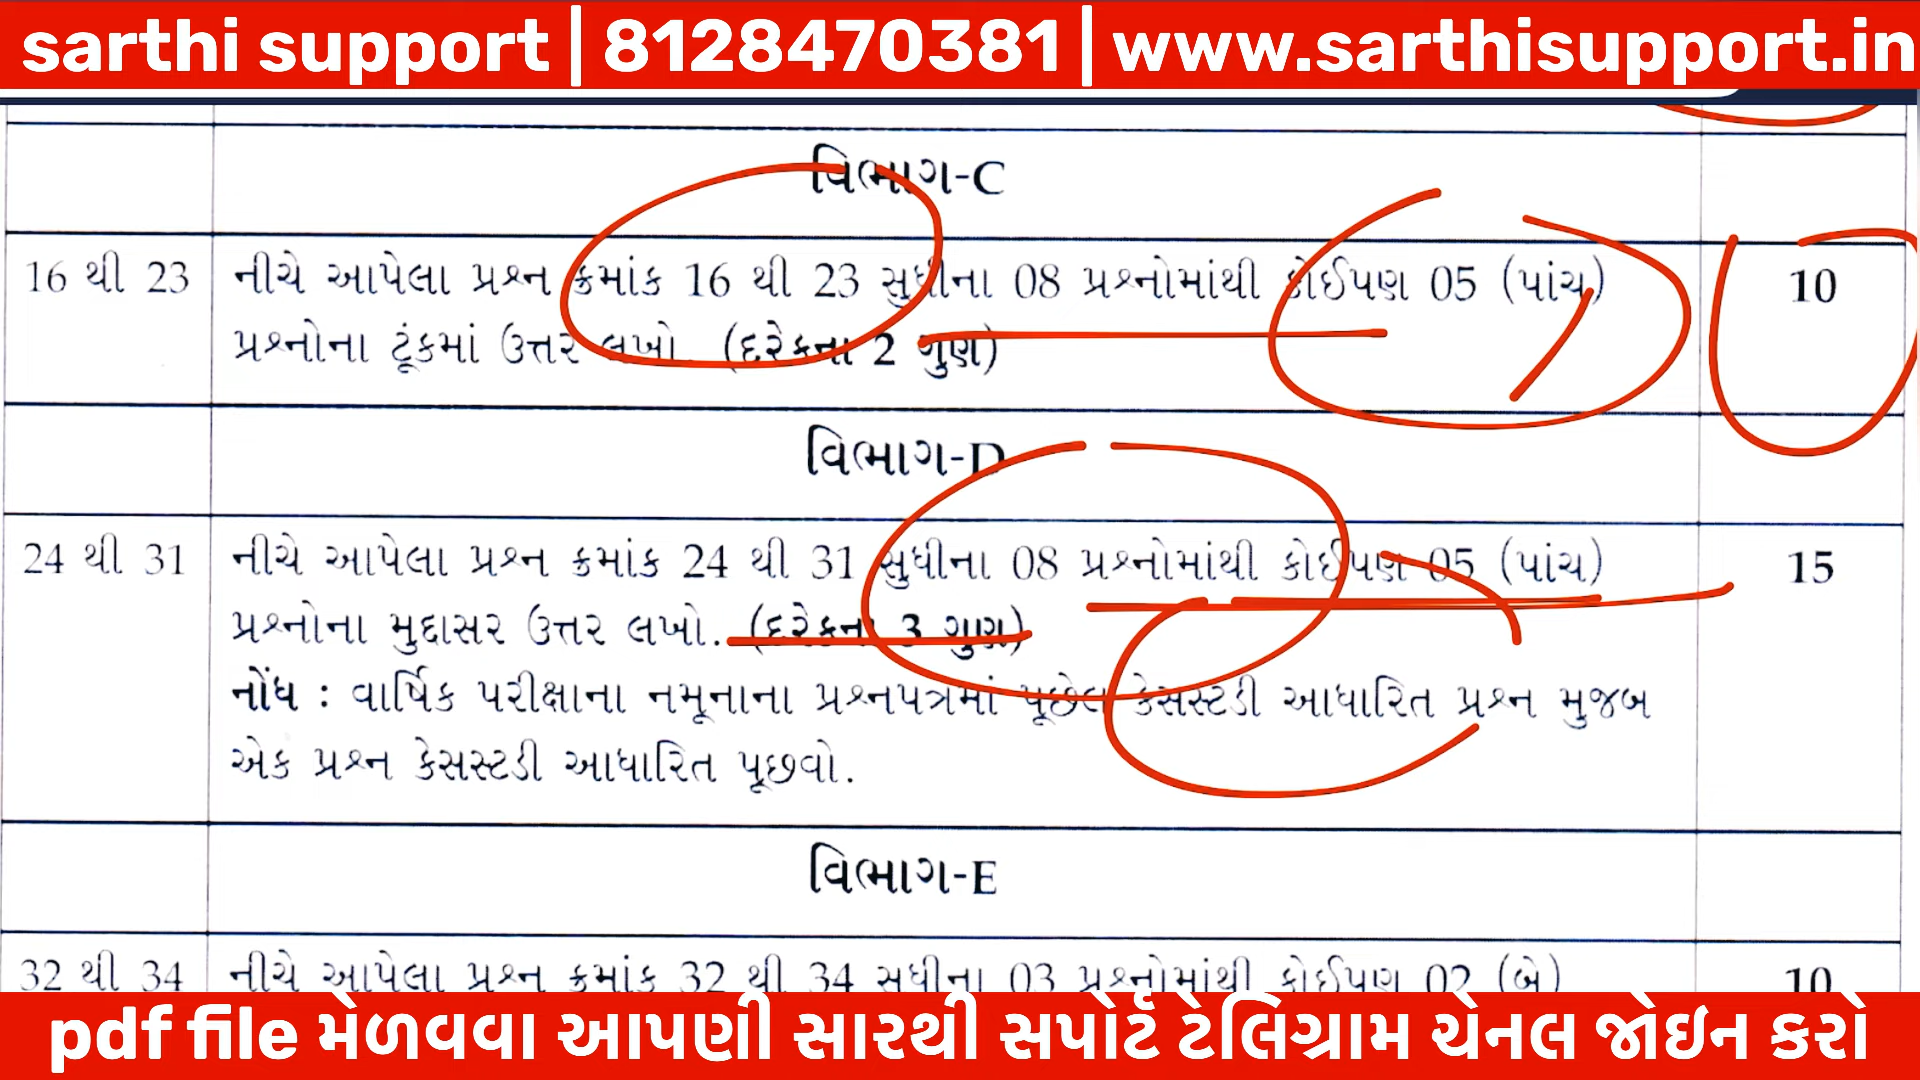 sarthi support | 8128470381 | www.sarthisupport.in
વિભાગ-C
16 થી 23 નીચે આપેલા પ્રશ્ન ક્રમાંક 16 થી 23 સુધીના 08 પ્રશ્નોમાંથી કોઈપણ 05 (પાંચ) 10
પ્રશ્નોના ટૂંકમાં ઉત્તર લખો. (દરેકના 2 ગુણ)
વિભાગ-D
24 થી 31 નીચે આપેલા પ્રશ્ન ક્રમાંક 24 થી 31 સુધીના 08 પ્રશ્નોમાંથી કોઈપણ 05 (પાંચ) 15
પ્રશ્નોના મુદ્દાસર ઉત્તર લખો. (દરેકના 3 ગુણ)
નોંધ : વાર્ષિક પરીક્ષાના નમૂનાના પ્રશ્નપત્રમાં પૂછેલ કેસસ્ટડી આધારિત પ્રશ્ન મુજબ
એક પ્રશ્ન કેસસ્ટડી આધારિત પૂછવો.
વિભાગ-E
32 થી 34 નીચે આપેલા પ્રશ્ન ક્રમાંક 32 થી 34 સુધીના 03 પ્રશ્નોમાંથી કોઈપણ 02 (બે) 10
pdf file મેળવવા આપણી સારથી સપોર્ટ ટેલિગ્રામ ચેનલ જોઇન કરો